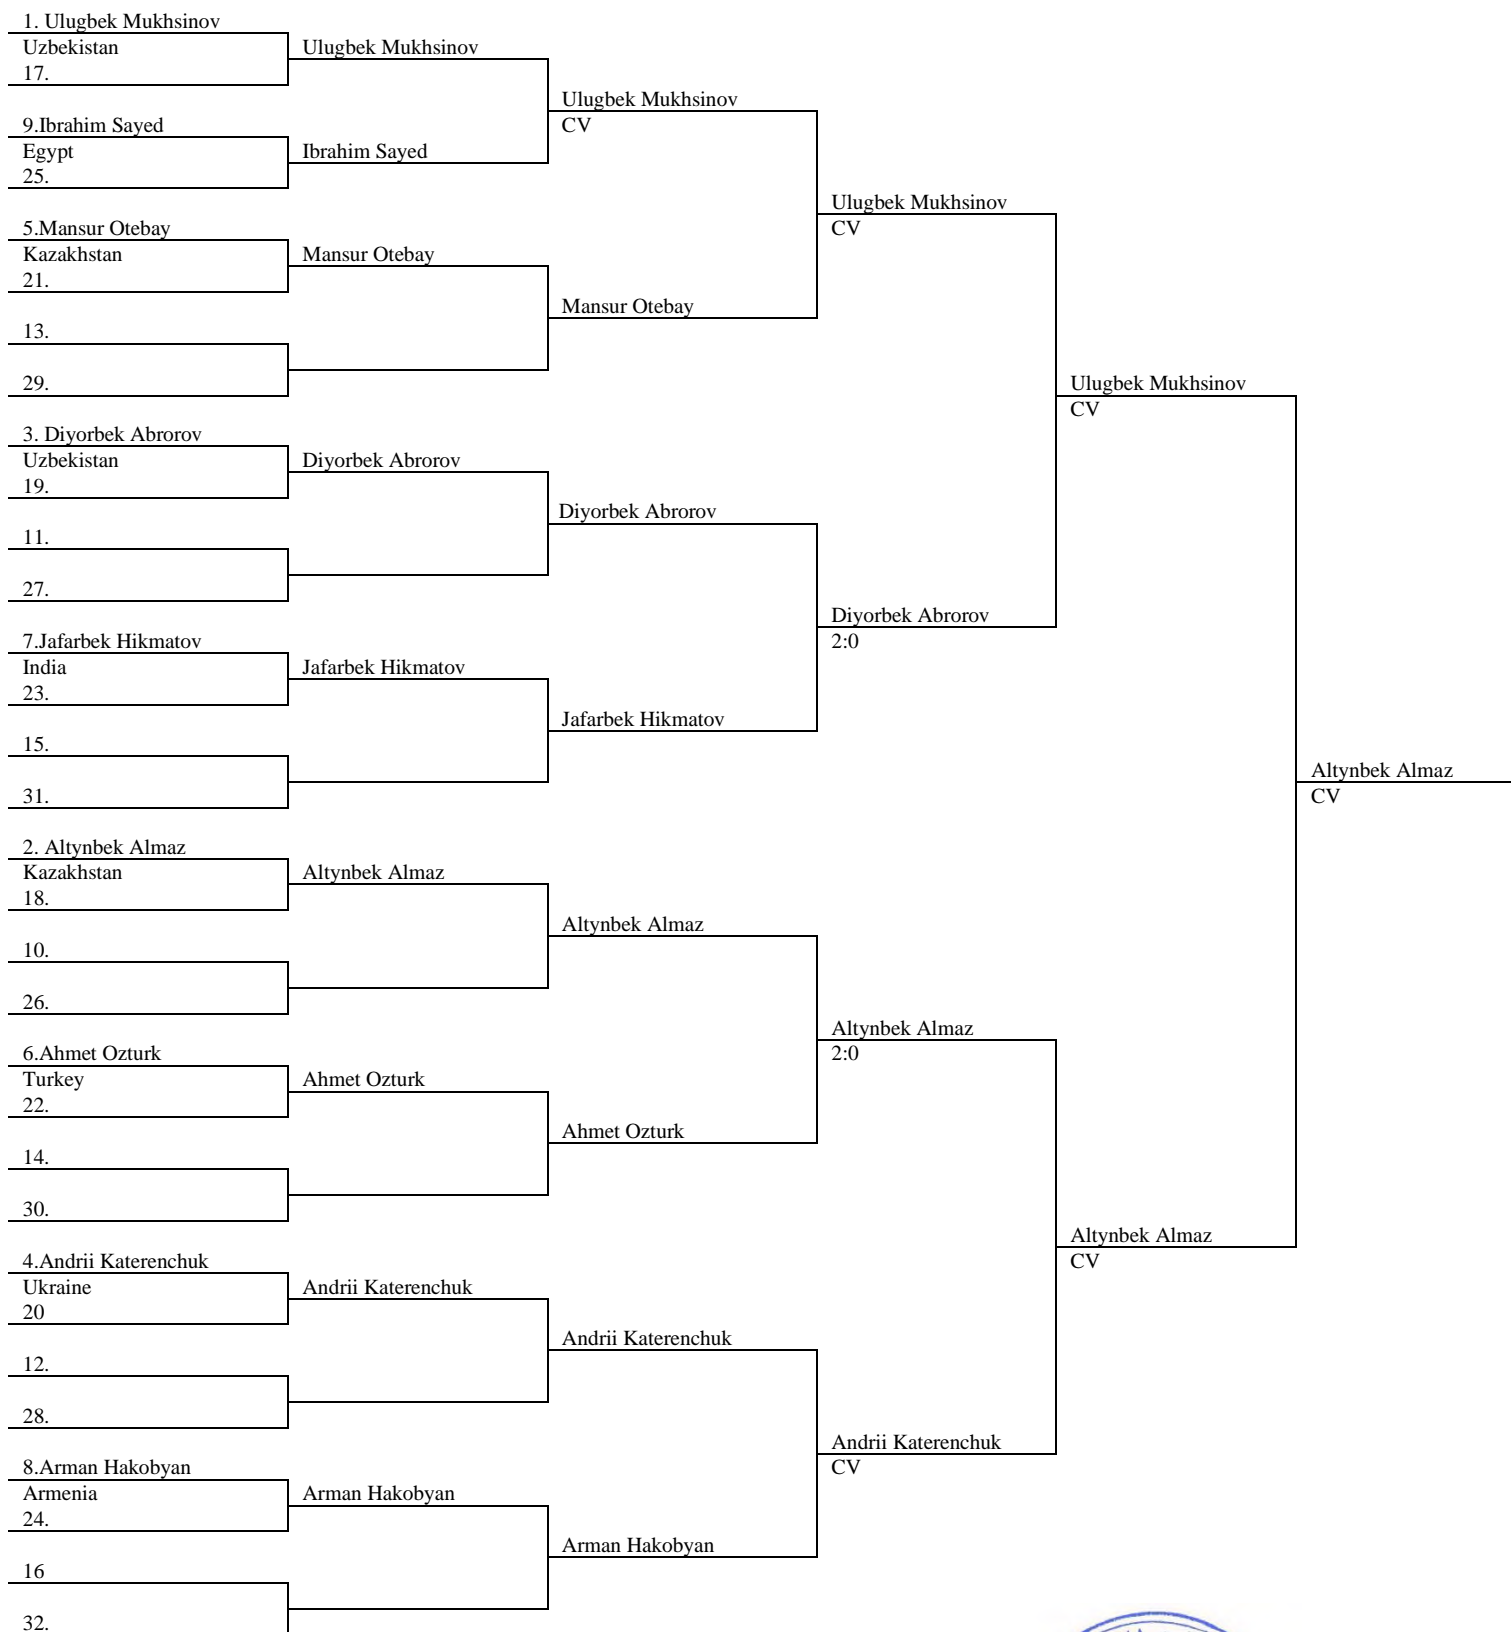 1. Ulugbek Mukhsinov
Uzbekistan
17.
9.Ibrahim Sayed
Egypt
25.
5.Mansur Otebay
Kazakhstan
21.
13.
29.
3. Diyorbek Abrorov
Uzbekistan
19.
11.
27.
7.Jafarbek Hikmatov
India
23.
15.
31.
2. Altynbek Almaz
Kazakhstan
18.
10.
26.
6.Ahmet Ozturk
Turkey
22.
14.
30.
4.Andrii Katerenchuk
Ukraine
20
12.
28.
8.Arman Hakobyan
Armenia
24.
16
32.
Ulugbek Mukhsinov
Ibrahim Sayed
Mansur Otebay
Diyorbek Abrorov
Jafarbek Hikmatov
Altynbek Almaz
Ahmet Ozturk
Andrii Katerenchuk
Arman Hakobyan
Ulugbek Mukhsinov
CV
Mansur Otebay
Diyorbek Abrorov
Jafarbek Hikmatov
Altynbek Almaz
Ahmet Ozturk
Andrii Katerenchuk
Arman Hakobyan
Ulugbek Mukhsinov
CV
Diyorbek Abrorov
2:0
Altynbek Almaz
2:0
Andrii Katerenchuk
CV
Ulugbek Mukhsinov
CV
Altynbek Almaz
CV
Altynbek Almaz
CV